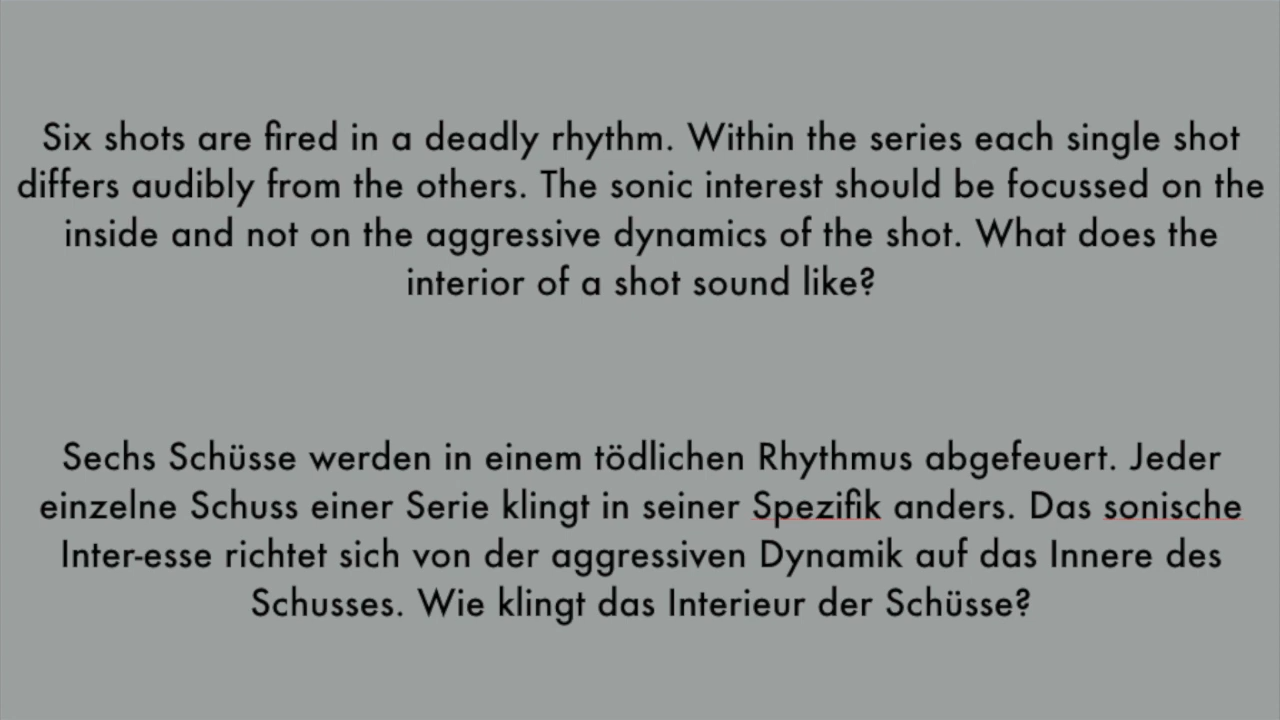 Six shots are fired in a deadly rhythm. Within the series each single shot
differs audibly from the others. The sonic interest should be focussed on the
inside and not on the aggressive dynamics of the shot. What does the
interior of a shot sound like?
Sechs Schüsse werden in einem tödlichen Rhythmus abgefeuert. Jeder
einzelne Schuss einer Serie klingt in seiner Spezifik anders. Das sonische
Inter-esse richtet sich von der aggressiven Dynamik auf das Innere des
Schusses. Wie klingt das Interieur der Schüsse?